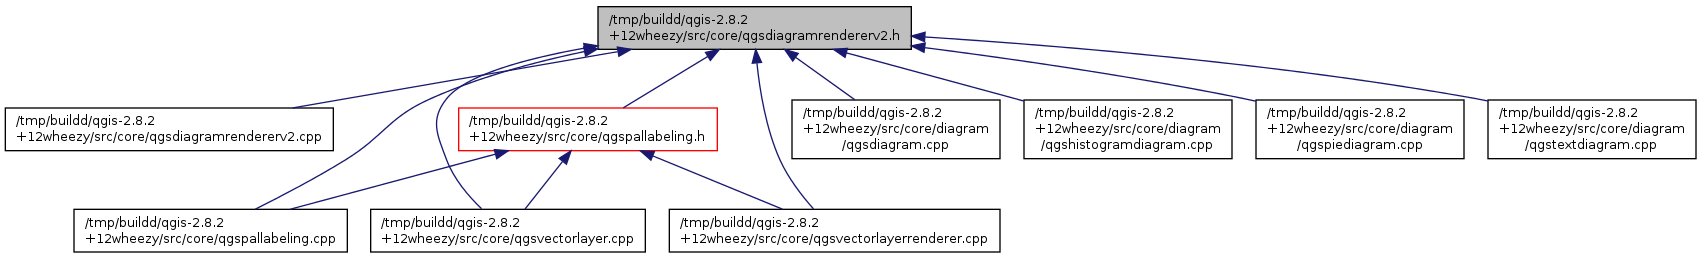 /tmp/buildd/qgis-2.8.2
+12wheezy/src/core/qgsdiagramrendererv2.h
/tmp/buildd/qgis-2.8.2
+12wheezy/src/core/qgsdiagramrendererv2.cpp
/tmp/buildd/qgis-2.8.2
+12wheezy/src/core/qgspallabeling.h
/tmp/buildd/qgis-2.8.2
+12wheezy/src/core/diagram
/qgsdiagram.cpp
/tmp/buildd/qgis-2.8.2
+12wheezy/src/core/diagram
/qgshistogramdiagram.cpp
/tmp/buildd/qgis-2.8.2
+12wheezy/src/core/diagram
/qgspiediagram.cpp
/tmp/buildd/qgis-2.8.2
+12wheezy/src/core/diagram
/qgstextdiagram.cpp
/tmp/buildd/qgis-2.8.2
+12wheezy/src/core/qgspallabeling.cpp
/tmp/buildd/qgis-2.8.2
+12wheezy/src/core/qgsvectorlayer.cpp
/tmp/buildd/qgis-2.8.2
+12wheezy/src/core/qgsvectorlayerrenderer.cpp